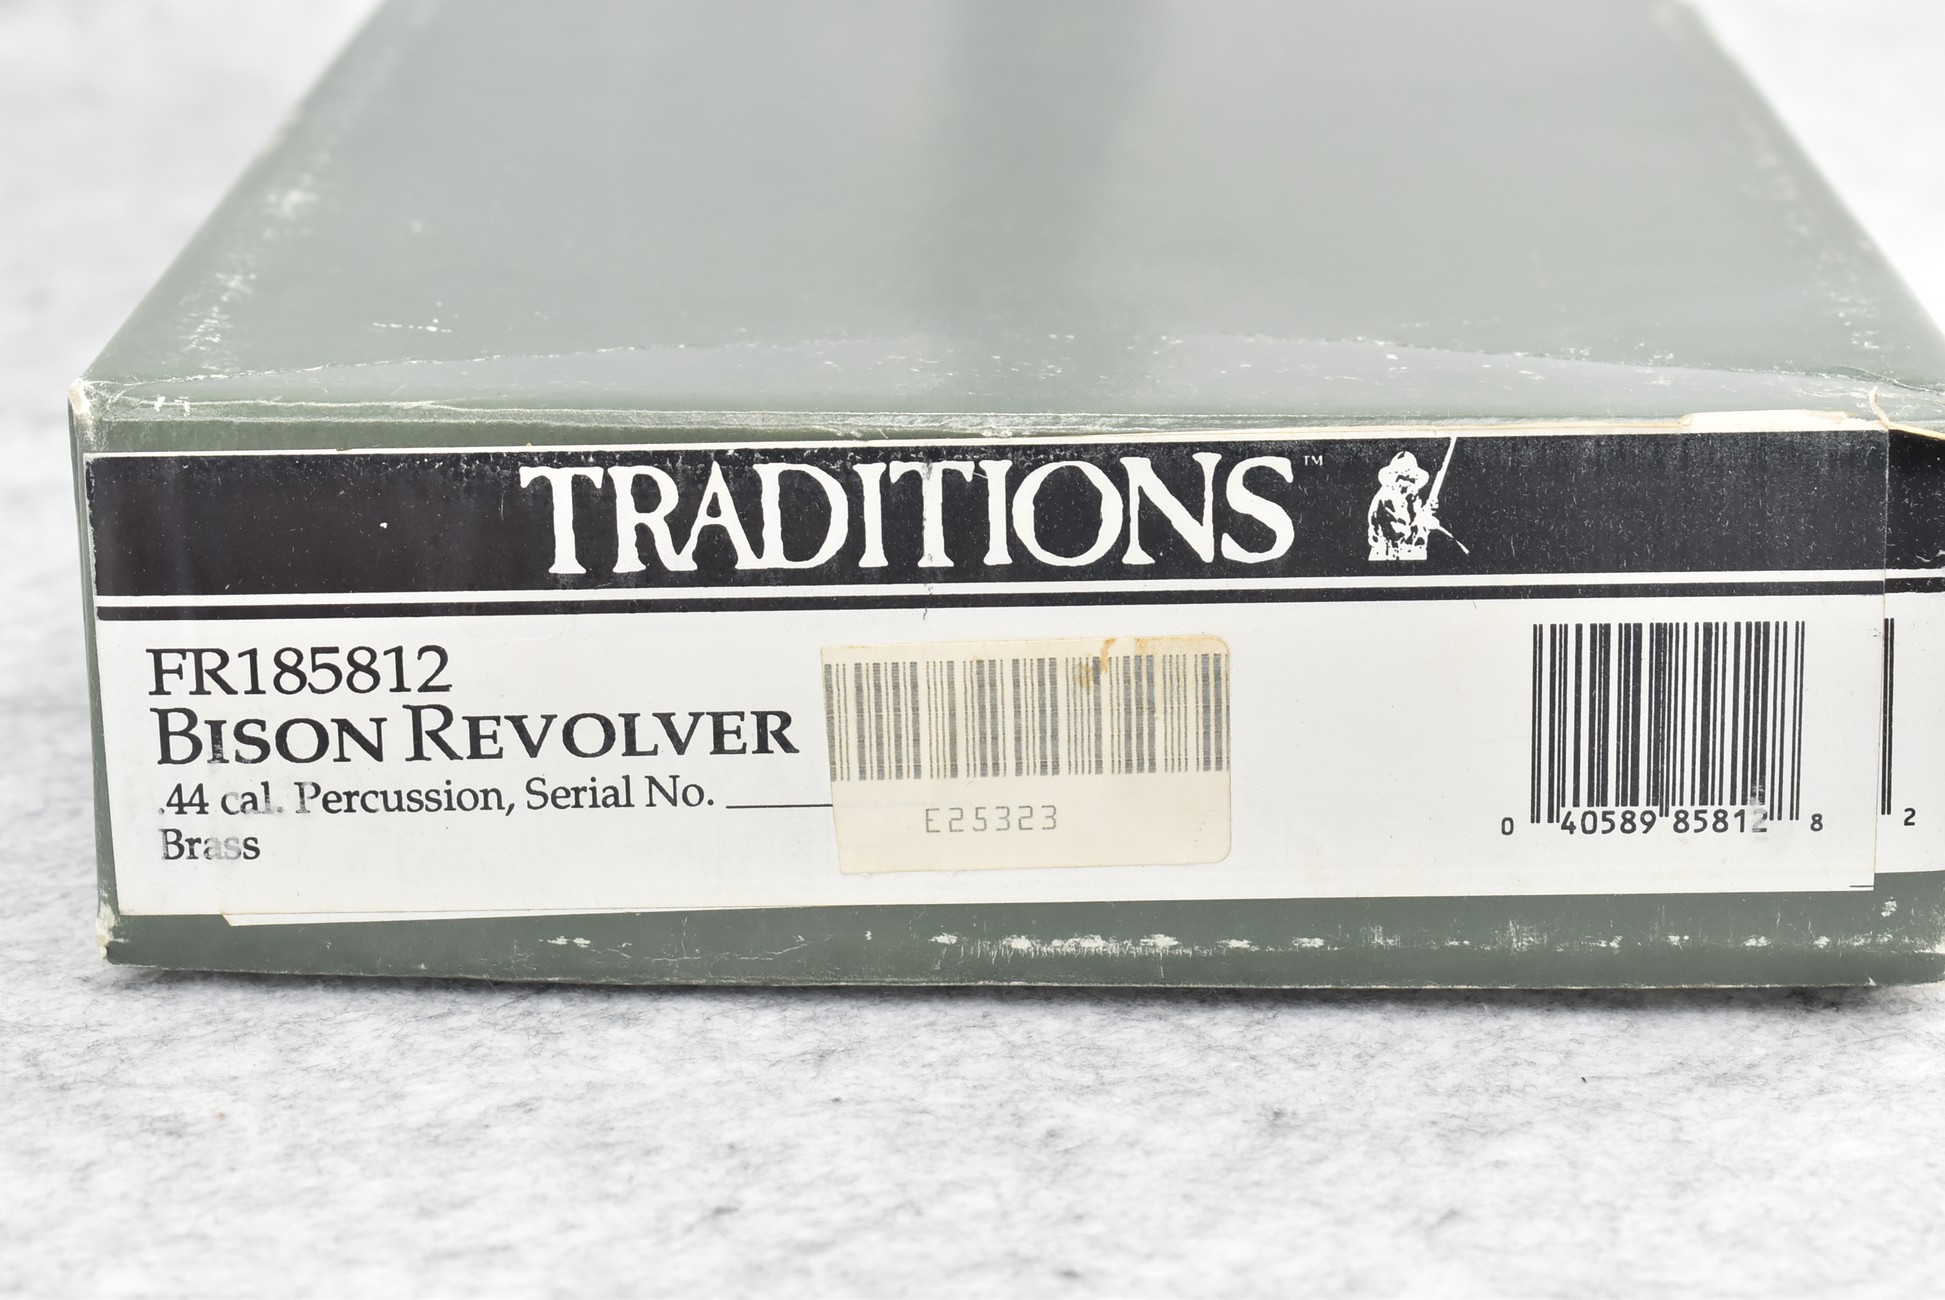 TRADITIONS™
FR185812
BISON REVOLVER
.44 cal. Percussion, Serial No.
Brass
E25323
0 40589 85812 8
2